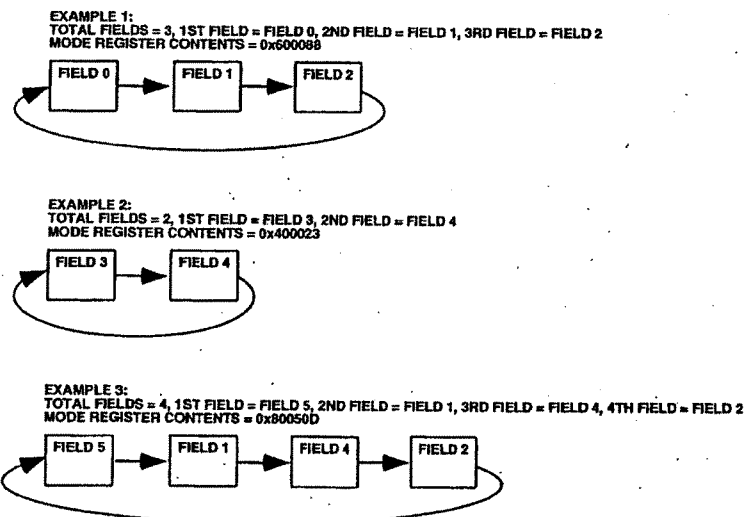 EXAMPLE 1:
TOTAL FIELDS = 3, 1ST FIELD = FIELD 0, 2ND FIELD = FIELD 1, 3RD FIELD = FIELD 2
MODE REGISTER CONTENTS = 0x600088
FIELD 0 FIELD 1 FIELD 2
EXAMPLE 2:
TOTAL FIELDS = 2, 1ST FIELD = FIELD 3, 2ND FIELD = FIELD 4
MODE REGISTER CONTENTS = 0x400023
FIELD 3 FIELD 4
EXAMPLE 3:
TOTAL FIELDS = 4, 1ST FIELD = FIELD 5, 2ND FIELD = FIELD 1, 3RD FIELD = FIELD 4, 4TH FIELD = FIELD 2
MODE REGISTER CONTENTS = 0x80050D
FIELD 5 FIELD 1 FIELD 4 FIELD 2